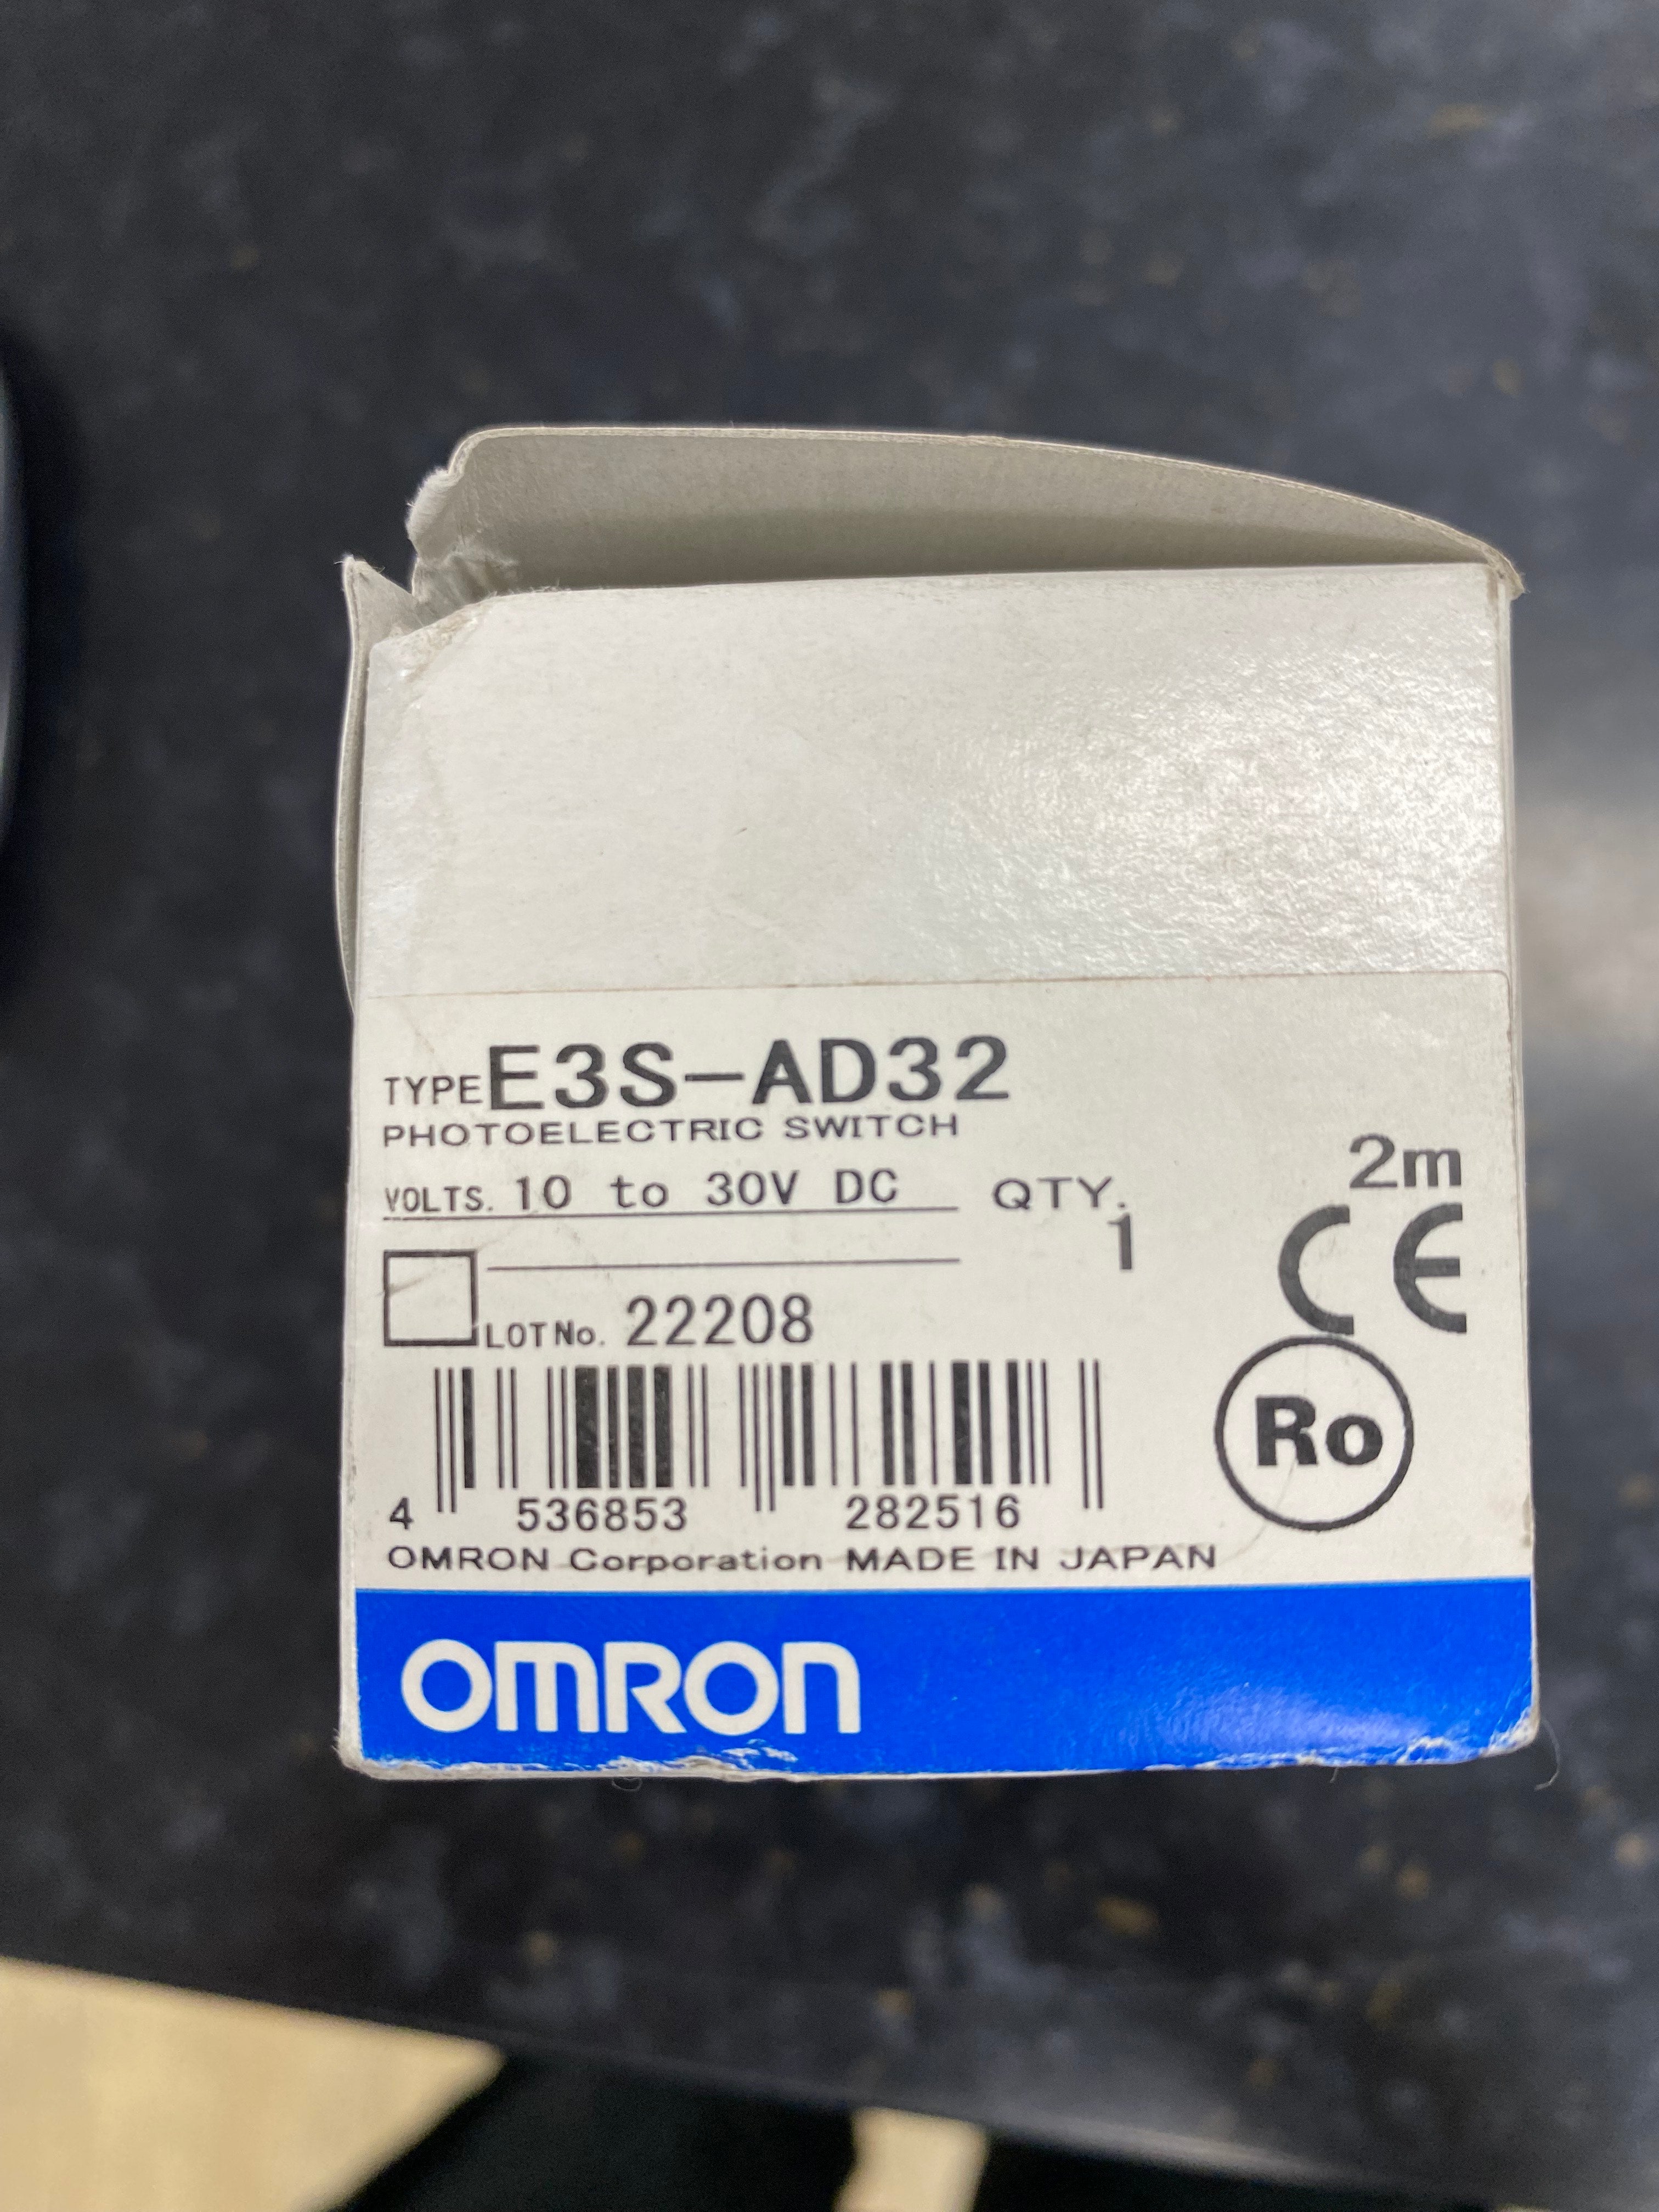 TYPE E3S-AD32
PHOTOELECTRIC SWITCH
2m
VOLTS. 10 to 30V DC QTY.
1
CE
LOT No. 22208
Ro
4 536853 282516
OMRON Corporation MADE IN JAPAN
OMRON